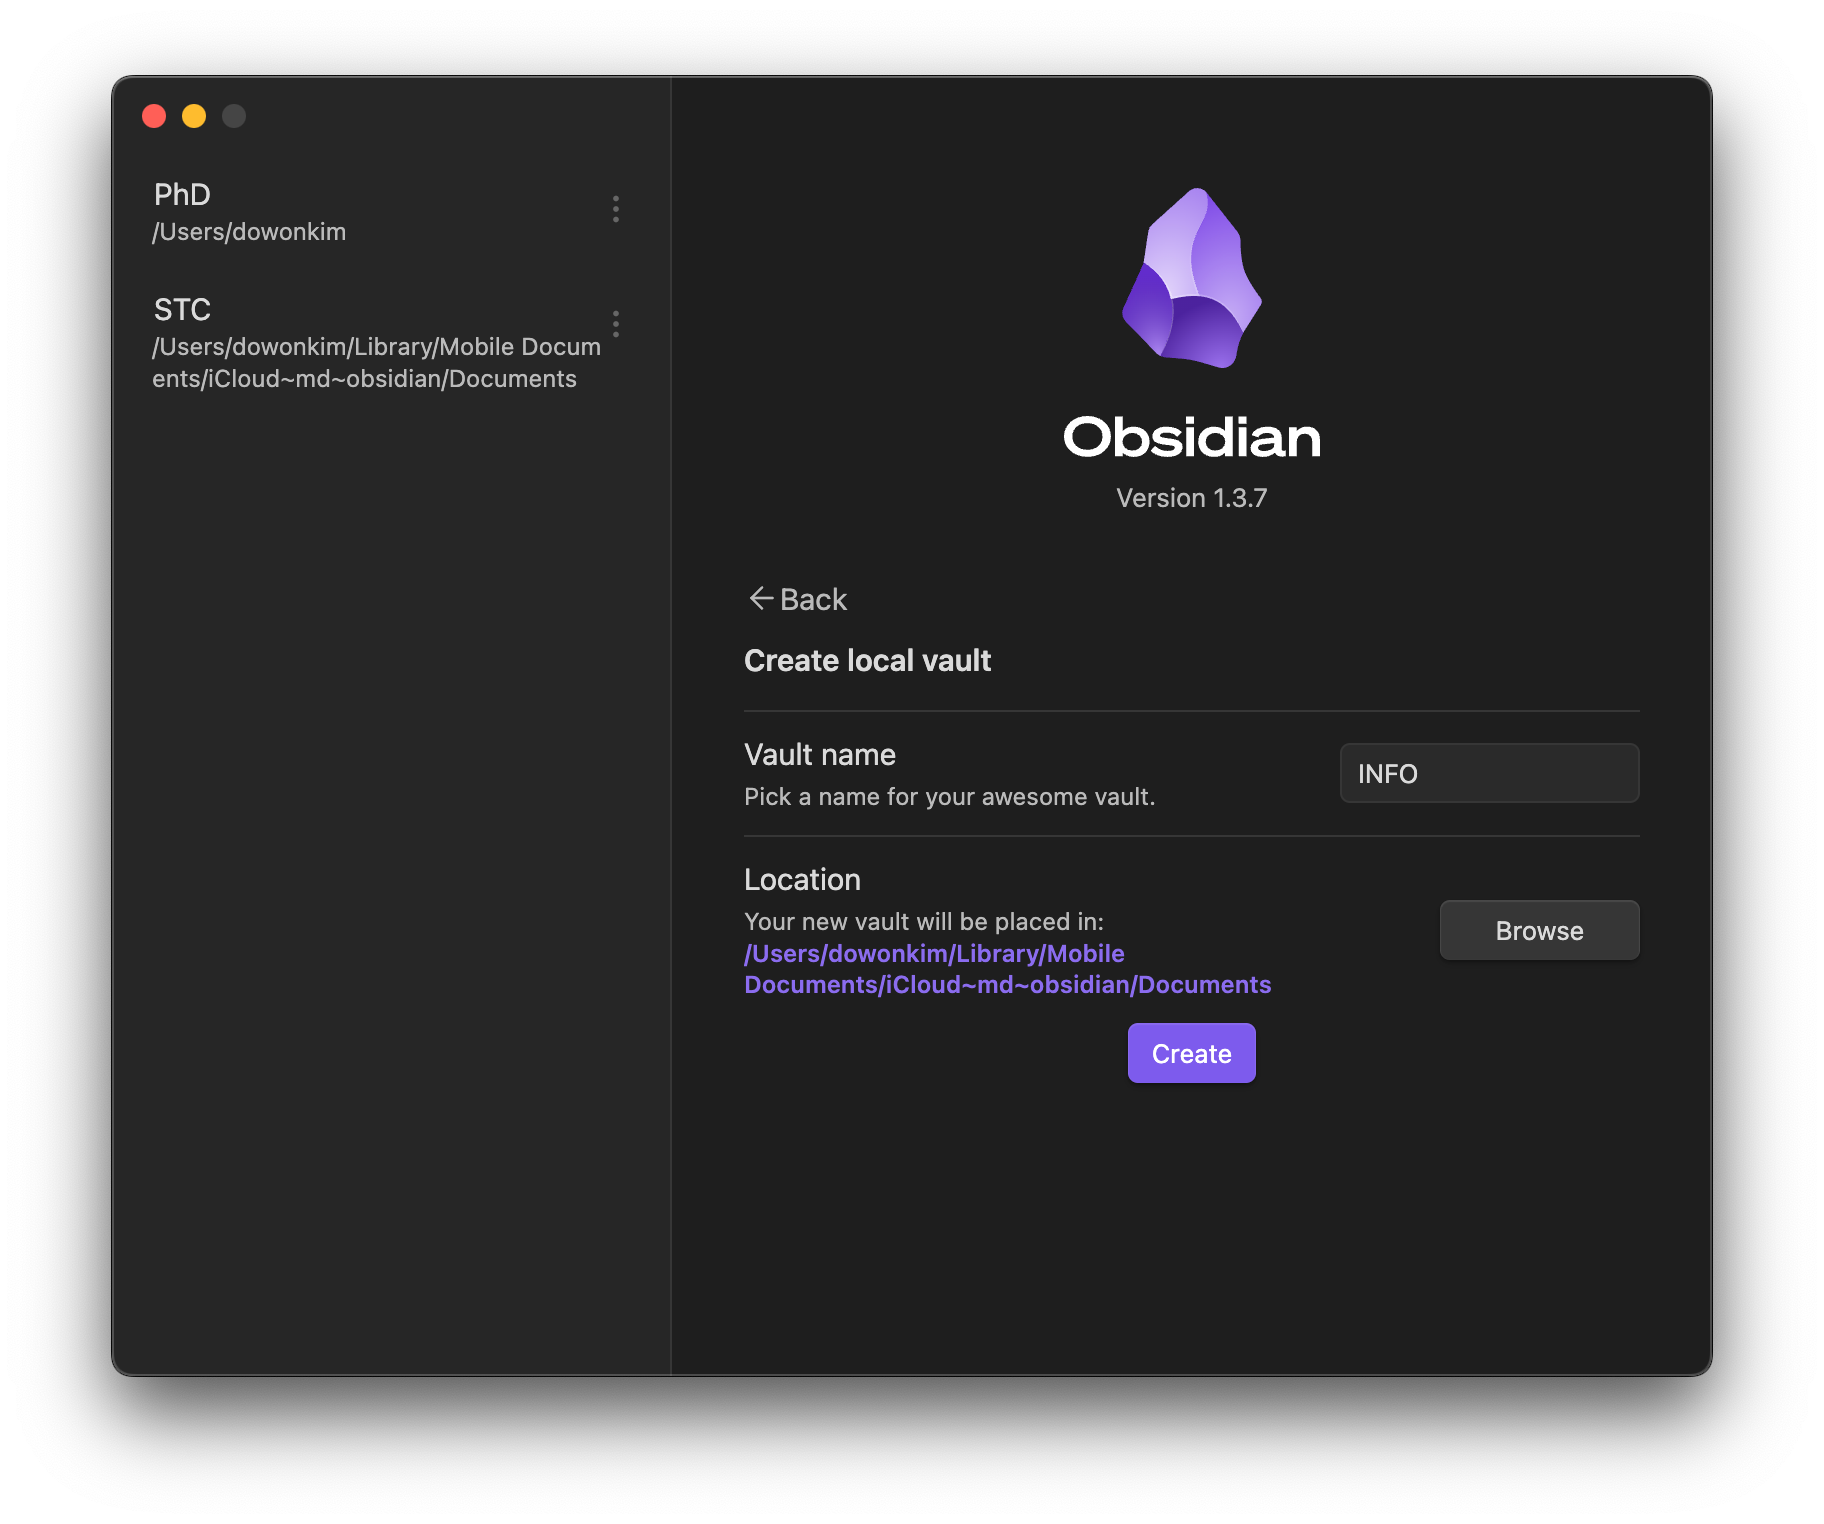 PhD
/Users/dowonkim
STC
/Users/dowonkim/Library/Mobile Docum
ents/iCloud~md~obsidian/Documents
Obsidian
Version 1.3.7
Back
Create local vault
Vault name
Pick a name for your awesome vault.
INFO
Location
Your new vault will be placed in:
/Users/dowonkim/Library/Mobile
Documents/iCloud~md~obsidian/Documents
Browse
Create